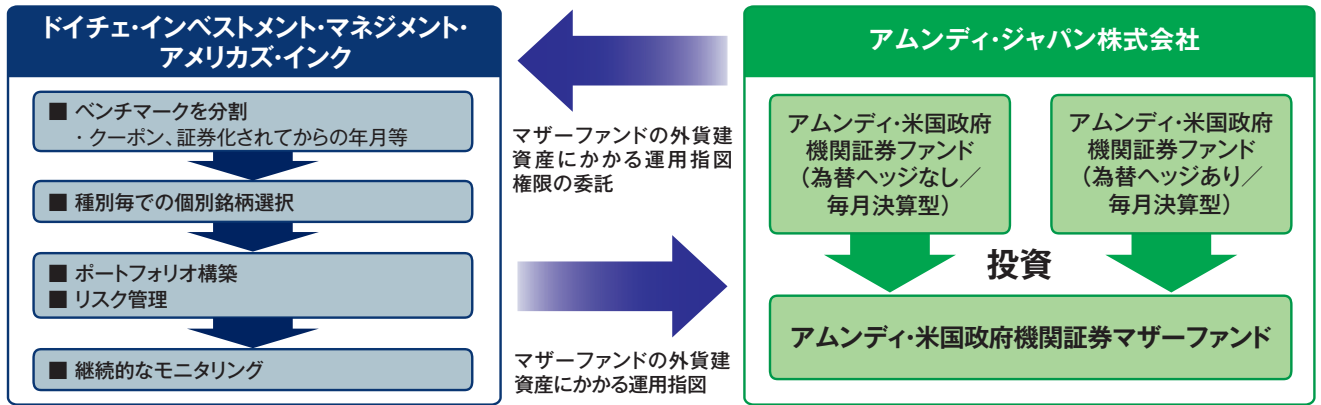 ドイチェ・インベストメント・マネジメント・
アメリカズ・インク
■ ベンチマークを分割
・クーポン、証券化されてからの年月等
■ 種別毎での個別銘柄選択
■ ポートフォリオ構築
■ リスク管理
■ 継続的なモニタリング
マザーファンドの外貨建
資産にかかる運用指図
権限の委託
マザーファンドの外貨建
資産にかかる運用指図
アムンディ・ジャパン株式会社
アムンディ・米国政府
機関証券ファンド
（為替ヘッジなし／
毎月決算型）
アムンディ・米国政府
機関証券ファンド
（為替ヘッジあり／
毎月決算型）
投資
アムンディ・米国政府機関証券マザーファンド